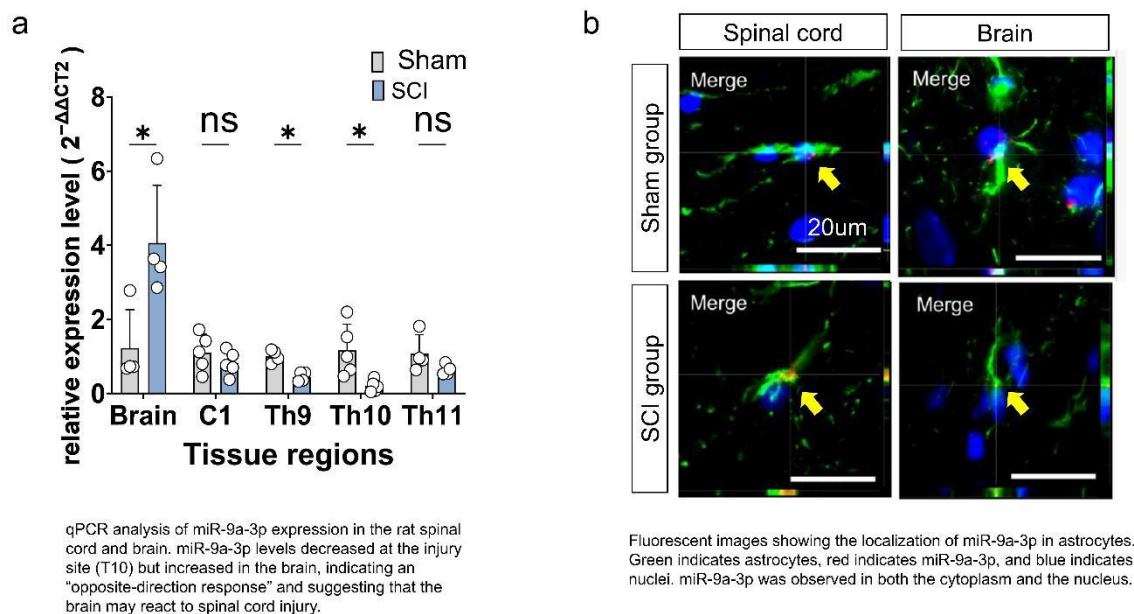 a
relative expression level ( 2⁻ΔΔCT2 )
8
6
4
2
0
Sham
SCI
* ns * * ns
Brain C1 Th9 Th10 Th11
Tissue regions
qPCR analysis of miR-9a-3p expression in the rat spinal
cord and brain. miR-9a-3p levels decreased at the injury
site (T10) but increased in the brain, indicating an
“opposite-direction response” and suggesting that the
brain may react to spinal cord injury.
b
Spinal cord Brain
Sham group
Merge Merge
20um
SCI group
Merge Merge
Fluorescent images showing the localization of miR-9a-3p in astrocytes.
Green indicates astrocytes, red indicates miR-9a-3p, and blue indicates
nuclei. miR-9a-3p was observed in both the cytoplasm and the nucleus.